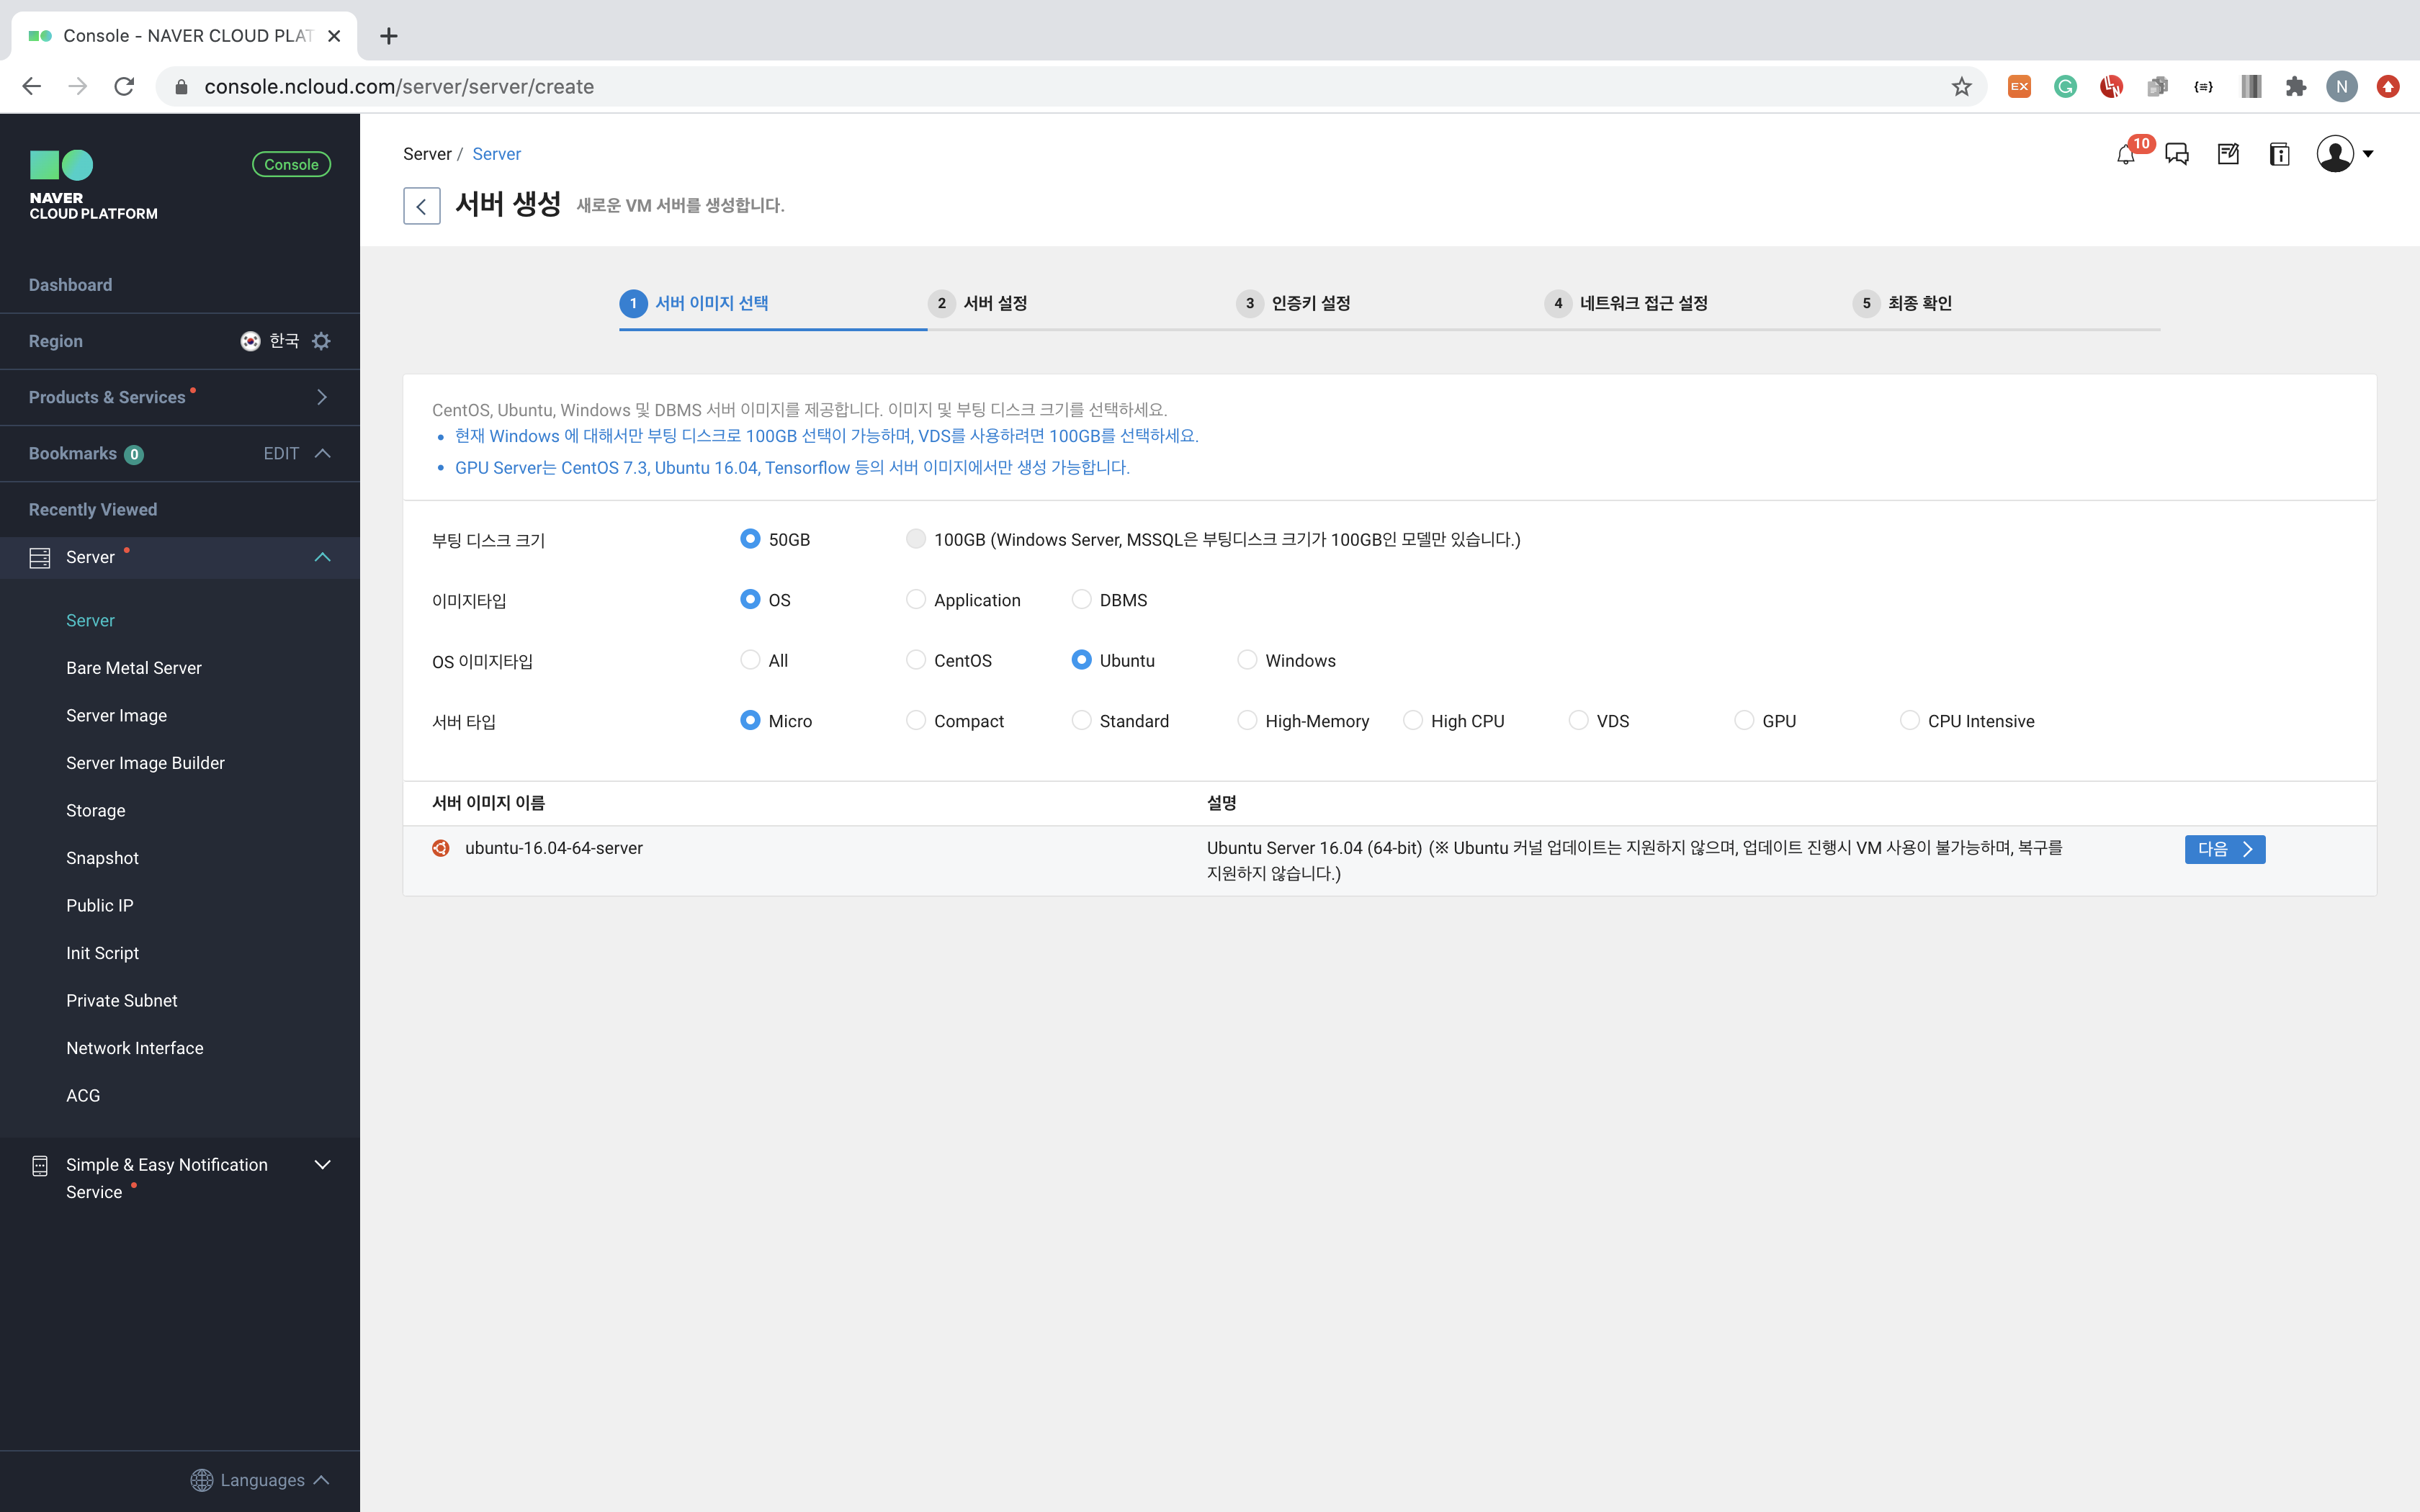 Console - NAVER CLOUD PLAT
console.ncloud.com/server/server/create
EX
N
NAVER
CLOUD PLATFORM
Console
Dashboard
Region 한국
Products & Services
Bookmarks 0 EDIT
Recently Viewed
Server
Server
Bare Metal Server
Server Image
Server Image Builder
Storage
Snapshot
Public IP
Init Script
Private Subnet
Network Interface
ACG
Simple & Easy Notification
Service
Languages
Server / Server
10
서버 생성 새로운 VM 서버를 생성합니다.
1 서버 이미지 선택
2 서버 설정
3 인증키 설정
4 네트워크 접근 설정
5 최종 확인
CentOS, Ubuntu, Windows 및 DBMS 서버 이미지를 제공합니다. 이미지 및 부팅 디스크 크기를 선택하세요.
• 현재 Windows 에 대해서만 부팅 디스크로 100GB 선택이 가능하며, VDS를 사용하려면 100GB를 선택하세요.
• GPU Server는 CentOS 7.3, Ubuntu 16.04, Tensorflow 등의 서버 이미지에서만 생성 가능합니다.
부팅 디스크 크기 50GB 100GB (Windows Server, MSSQL은 부팅디스크 크기가 100GB인 모델만 있습니다.)
이미지타입 OS Application DBMS
OS 이미지타입 All CentOS Ubuntu Windows
서버 타입 Micro Compact Standard High-Memory High CPU VDS GPU CPU Intensive
서버 이미지 이름 설명
ubuntu-16.04-64-server
Ubuntu Server 16.04 (64-bit) (※ Ubuntu 커널 업데이트는 지원하지 않으며, 업데이트 진행시 VM 사용이 불가능하며, 복구를
지원하지 않습니다.)
다음